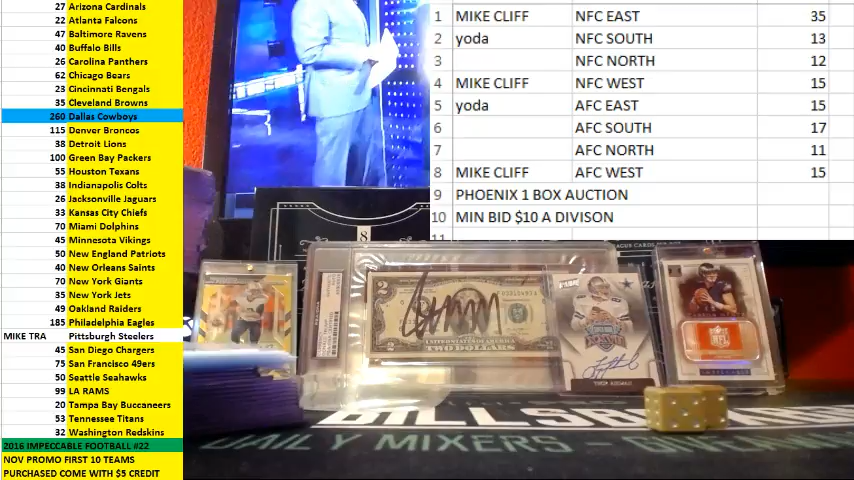 27 Arizona Cardinals
22 Atlanta Falcons
47 Baltimore Ravens
40 Buffalo Bills
26 Carolina Panthers
62 Chicago Bears
23 Cincinnati Bengals
35 Cleveland Browns
260 Dallas Cowboys
115 Denver Broncos
38 Detroit Lions
100 Green Bay Packers
55 Houston Texans
38 Indianapolis Colts
26 Jacksonville Jaguars
33 Kansas City Chiefs
70 Miami Dolphins
45 Minnesota Vikings
50 New England Patriots
40 New Orleans Saints
70 New York Giants
35 New York Jets
49 Oakland Raiders
185 Philadelphia Eagles
MIKE TRA Pittsburgh Steelers
45 San Diego Chargers
75 San Francisco 49ers
50 Seattle Seahawks
99 LA RAMS
20 Tampa Bay Buccaneers
53 Tennessee Titans
32 Washington Redskins
2016 IMPECCABLE FOOTBALL #22
NOV PROMO FIRST 10 TEAMS
PURCHASED COME WITH $5 CREDIT
1 MIKE CLIFF NFC EAST 35
2 yoda NFC SOUTH 13
3 NFC NORTH 12
4 MIKE CLIFF NFC WEST 15
5 yoda AFC EAST 15
6 AFC SOUTH 17
7 AFC NORTH 11
8 MIKE CLIFF AFC WEST 15
9 PHOENIX 1 BOX AUCTION
10 MIN BID $10 A DIVISON
11
8
2
TWO DOLLARS
TROY AIKMAN
NFL
DAILY MIXERS